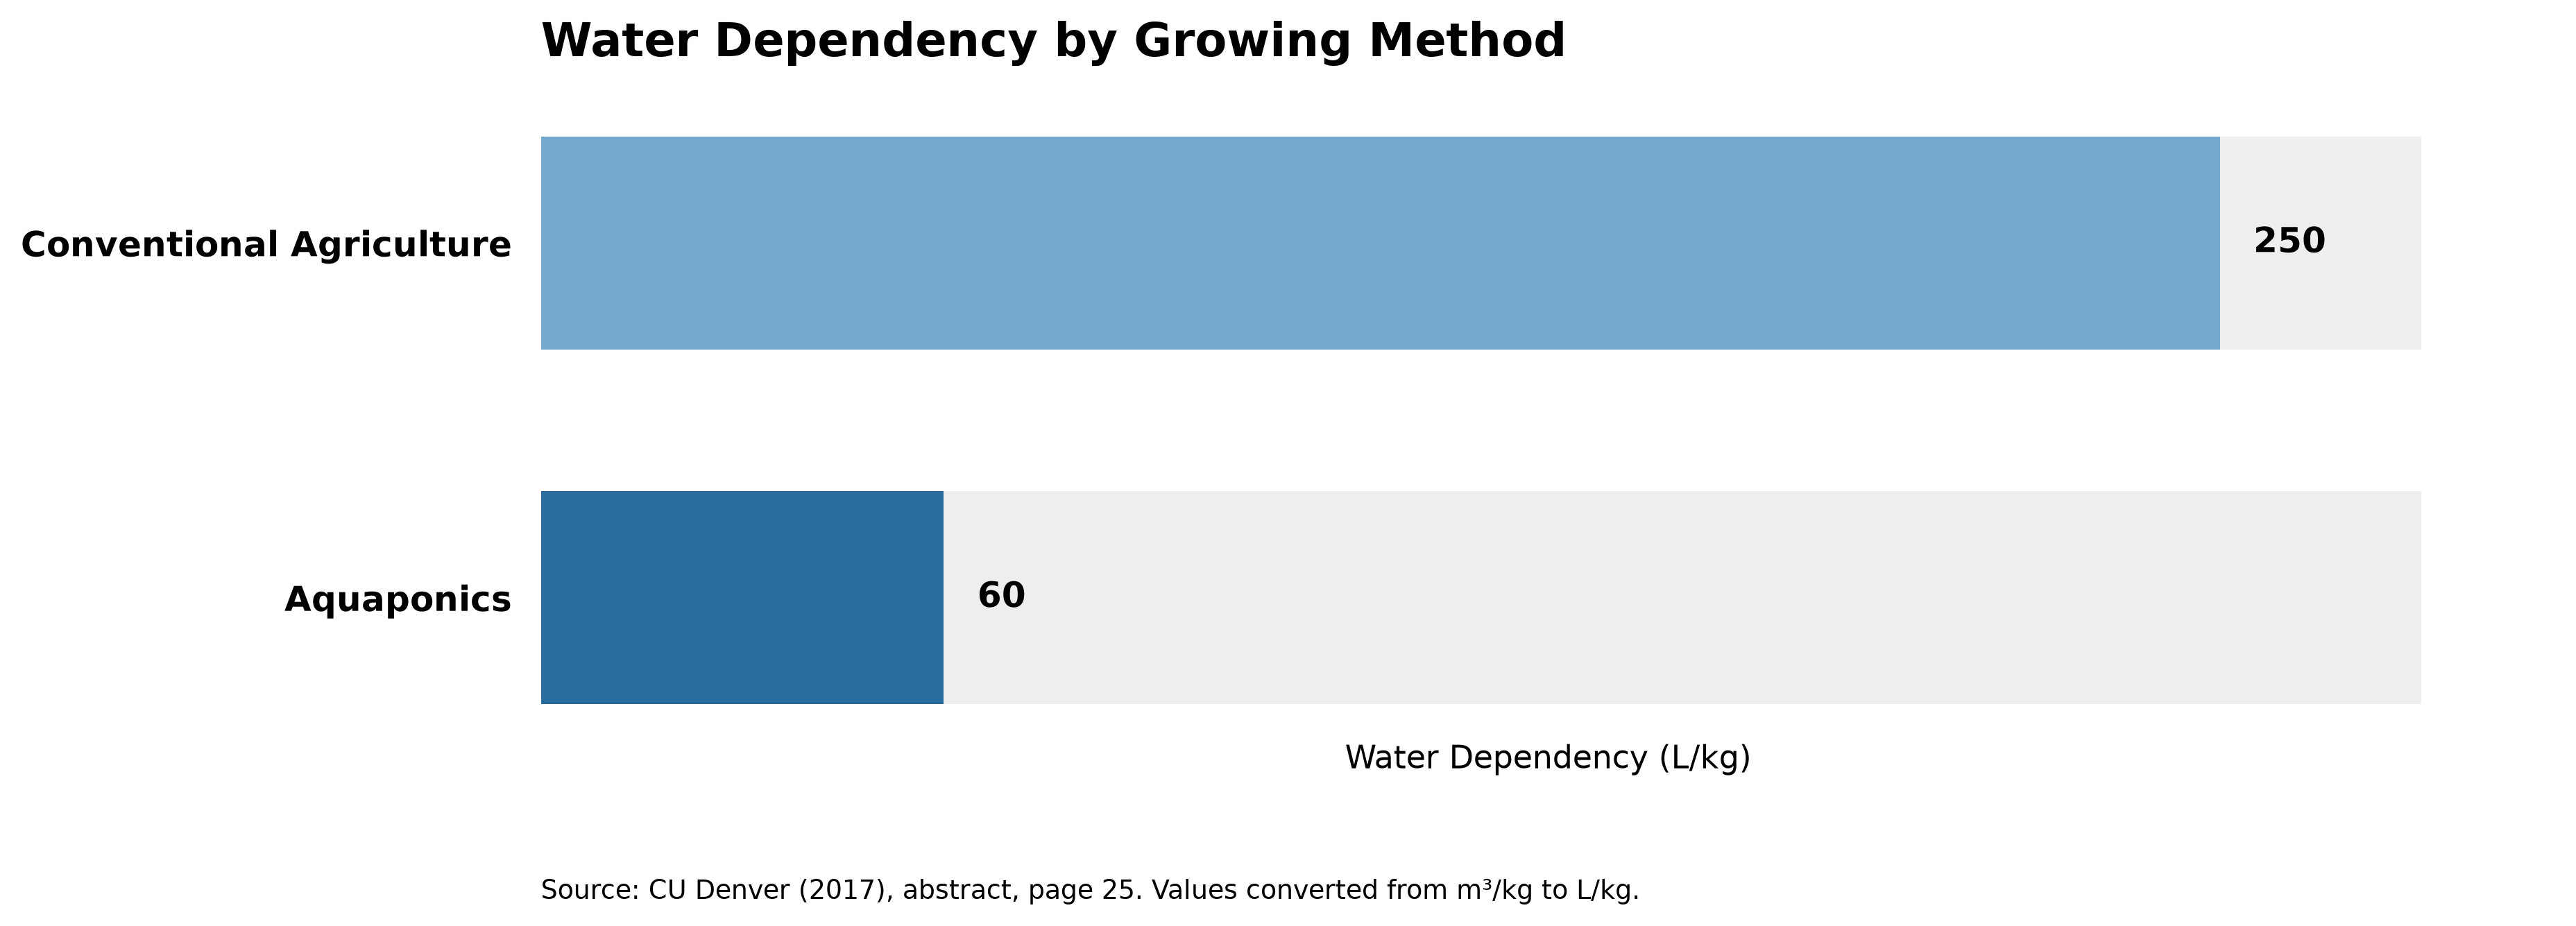 Water Dependency by Growing Method
Conventional Agriculture
250
Aquaponics
60
Water Dependency (L/kg)
Source: CU Denver (2017), abstract, page 25. Values converted from m³/kg to L/kg.